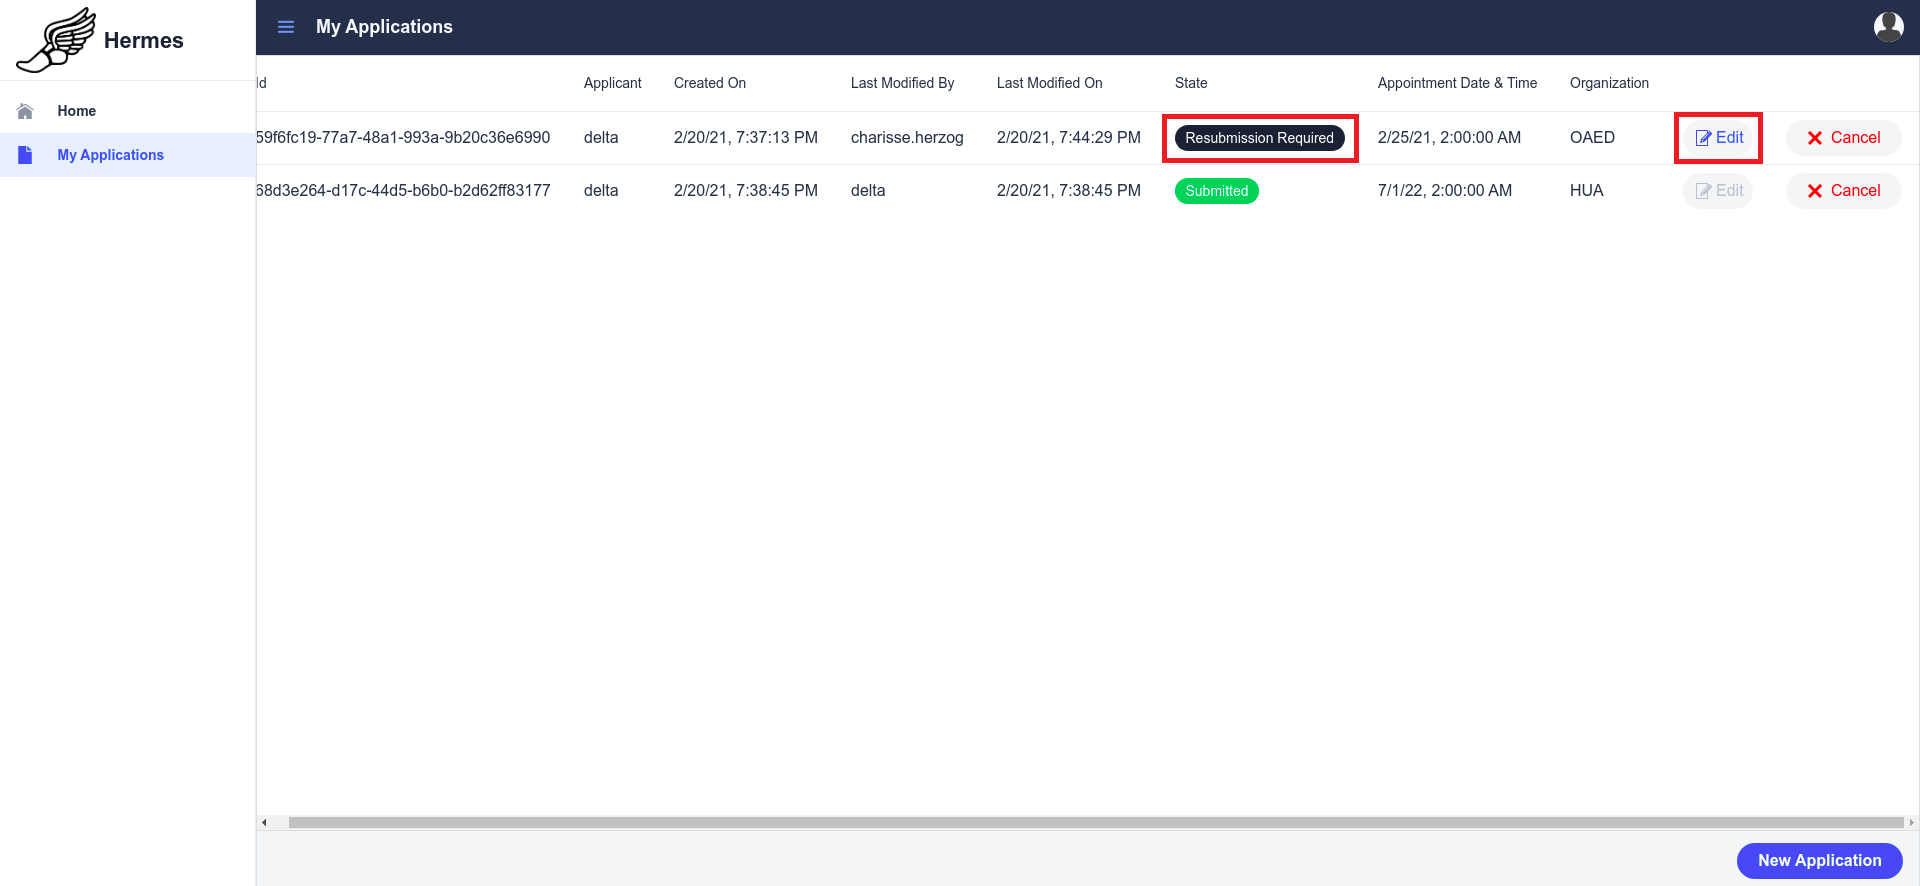 Hermes
My Applications
Home
My Applications
Id Applicant Created On Last Modified By Last Modified On State Appointment Date & Time Organization
59f6fc19-77a7-48a1-993a-9b20c36e6990 delta 2/20/21, 7:37:13 PM charisse.herzog 2/20/21, 7:44:29 PM Resubmission Required 2/25/21, 2:00:00 AM OAED Edit Cancel
68d3e264-d17c-44d5-b6b0-b2d62ff83177 delta 2/20/21, 7:38:45 PM delta 2/20/21, 7:38:45 PM Submitted 7/1/22, 2:00:00 AM HUA Edit Cancel
New Application